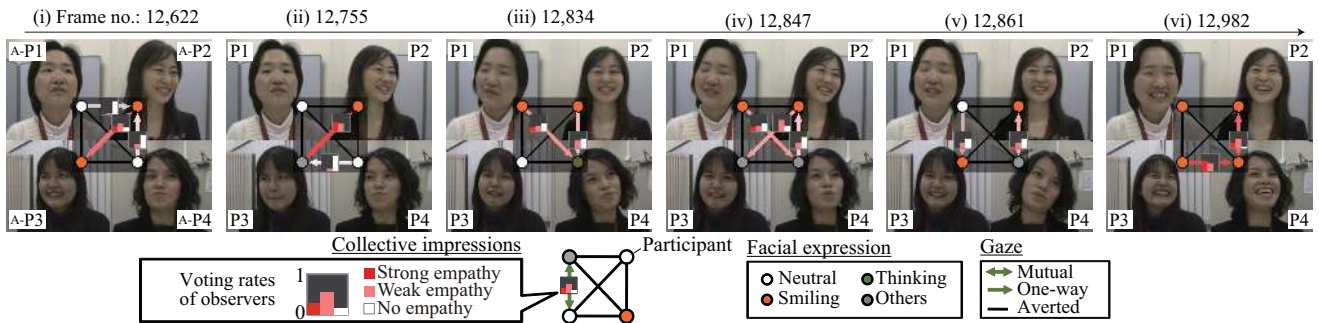 (i) Frame no.: 12,622 (ii) 12,755 (iii) 12,834 (iv) 12,847 (v) 12,861 (vi) 12,982
A-P1 A-P2 P1 P2 P1 P2 P1 P2 P1 P2 P1 P2
A-P3 A-P4 P3 P4 P3 P4 P3 P4 P3 P4 P3 P4
Collective impressions
Voting rates
of observers
1
0
Strong empathy
Weak empathy
No empathy
Participant
Facial expression
Neutral Thinking
Smiling Others
Gaze
Mutual
One-way
Averted